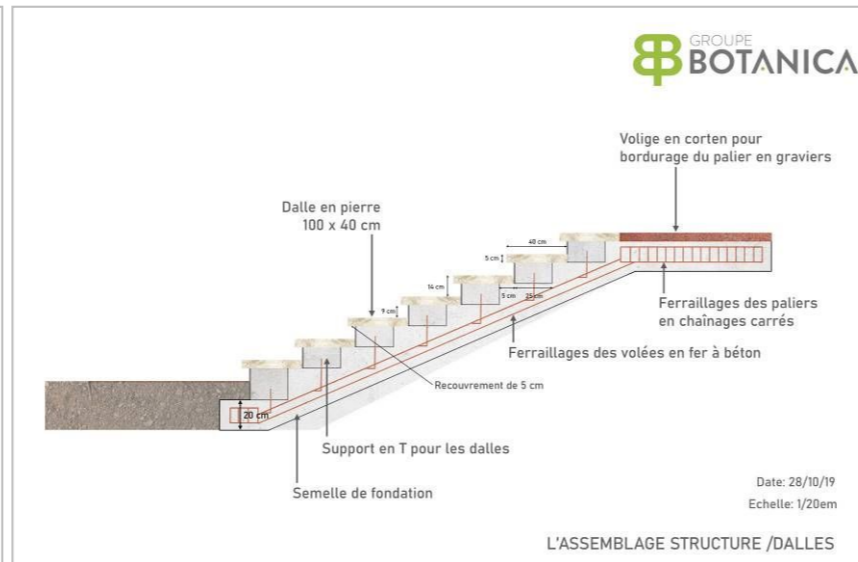 GROUPE
BOTANICA
Volige en corten pour
bordurage du palier en graviers
Dalle en pierre
100 x 40 cm
40 cm
5 cm
14 cm
5 cm
25 cm
9 cm
Ferraillages des paliers
en chaînages carrés
Ferraillages des volées en fer à béton
Recouvrement de 5 cm
20 cm
Support en T pour les dalles
Semelle de fondation
Date: 28/10/19
Echelle: 1/20em
L'ASSEMBLAGE STRUCTURE /DALLES